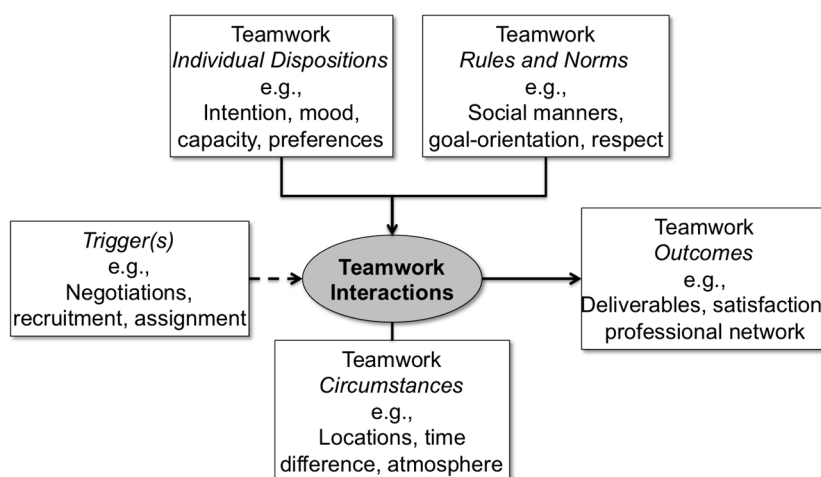 Teamwork
Individual Dispositions
e.g.,
Intention, mood,
capacity, preferences
Teamwork
Rules and Norms
e.g.,
Social manners,
goal-orientation, respect
Trigger(s)
e.g.,
Negotiations,
recruitment, assignment
Teamwork
Interactions
Teamwork
Outcomes
e.g.,
Deliverables, satisfaction
professional network
Teamwork
Circumstances
e.g.,
Locations, time
difference, atmosphere